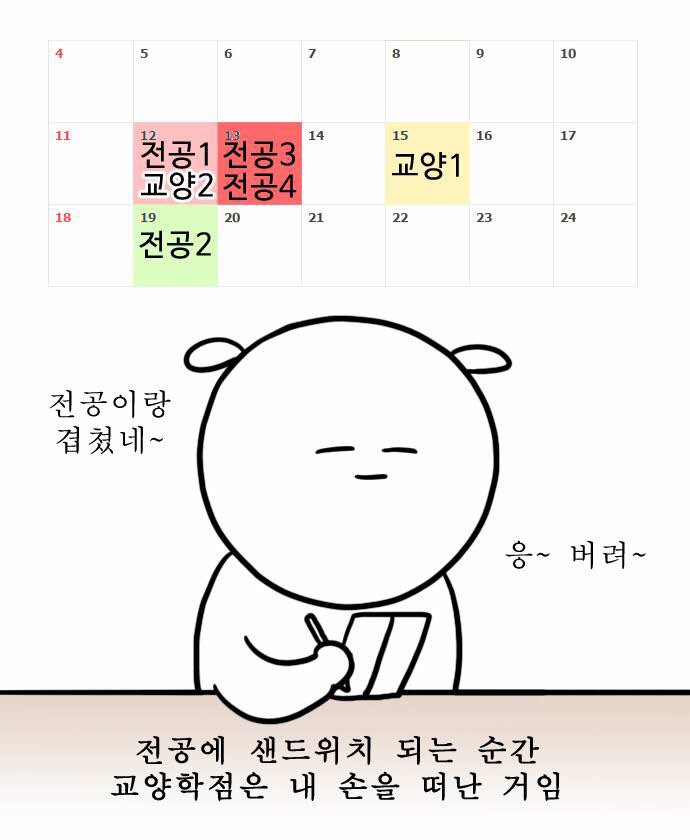 4 5 6 7 8 9 10
11 12 13 14 15 16 17
전공1 전공3 교양1
교양2 전공4
18 19 20 21 22 23 24
전공2
전공이랑
겹쳤네~
응~ 버려~
전공에 샌드위치 되는 순간
교양학점은 내 손을 떠난 거임